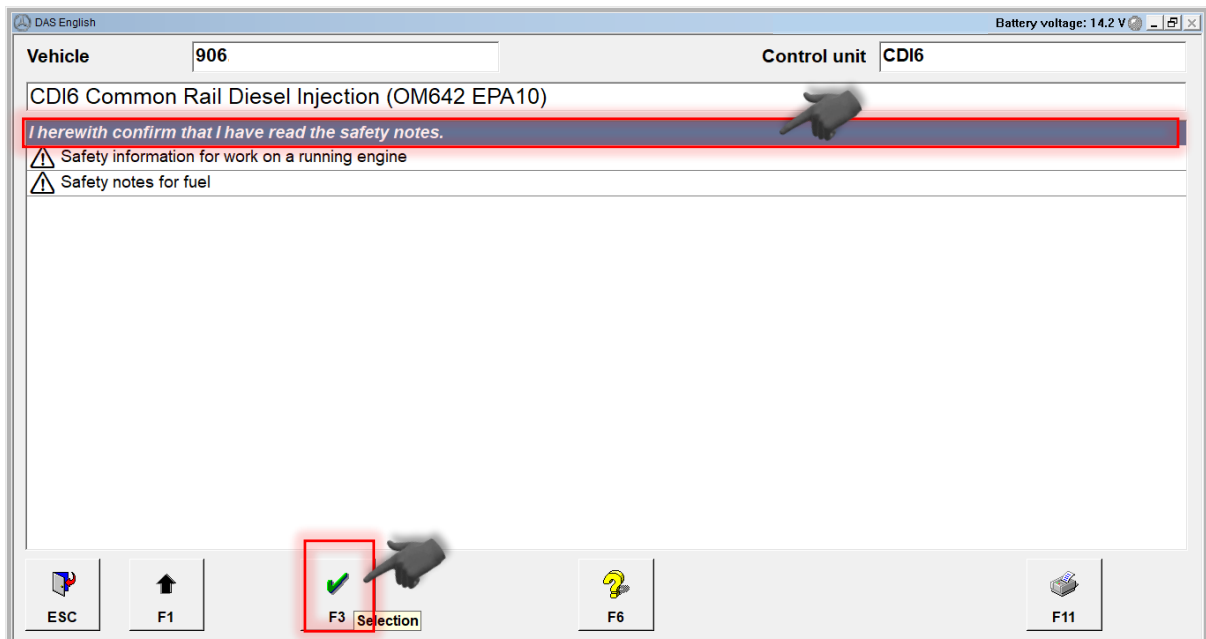 DAS English Battery voltage: 14.2 V
Vehicle 906 Control unit CDI6
CDI6 Common Rail Diesel Injection (OM642 EPA10)
I herewith confirm that I have read the safety notes.
Safety information for work on a running engine
Safety notes for fuel
ESC F1 F3 Selection F6 F11